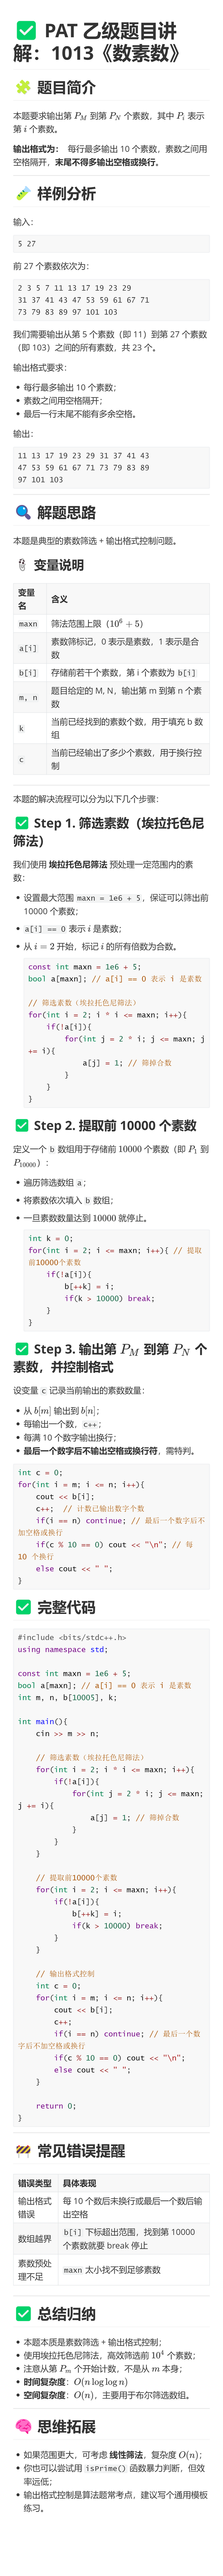 ✅ PAT 乙级题目讲
解：1013《数素数》
🧩 题目简介
本题要求输出第 P_M 到第 P_N 个素数，其中 P_i 表示
第 i 个素数。
输出格式为： 每行最多输出 10 个素数，素数之间用
空格隔开，末尾不得多输出空格或换行。
🧪 样例分析
输入：
5 27
前 27 个素数依次为：
2 3 5 7 11 13 17 19 23 29
31 37 41 43 47 53 59 61 67 71
73 79 83 89 97 101 103
我们需要输出从第 5 个素数（即 11）到第 27 个素数
（即 103）之间的所有素数，共 23 个。
输出格式要求：
• 每行最多输出 10 个素数；
• 素数之间用空格隔开；
• 最后一行末尾不能有多余空格。
输出：
11 13 17 19 23 29 31 37 41 43
47 53 59 61 67 71 73 79 83 89
97 101 103
🔍 解题思路
本题是典型的素数筛选 + 输出格式控制问题。
变量说明
变量
名 含义
maxn 筛法范围上限（10^6 + 5）
a[i] 素数筛标记，0 表示是素数，1 表示是合
数
b[i] 存储前若干个素数，第 i 个素数为 b[i]
m, n 题目给定的 M, N，输出第 m 到第 n 个素
数
k 当前已经找到的素数个数，用于填充 b 数
组
c 当前已经输出了多少个素数，用于换行控
制
本题的解决流程可以分为以下几个步骤：
✅ Step 1. 筛选素数（埃拉托色尼
筛法）
我们使用 埃拉托色尼筛法 预处理一定范围内的素
数：
• 设置最大范围 maxn = 1e6 + 5，保证可以筛出前
10000 个素数；
• a[i] == 0 表示 i 是素数；
• 从 i = 2 开始，标记 i 的所有倍数为合数。
const int maxn = 1e6 + 5;
bool a[maxn]; // a[i] == 0 表示 i 是素数
// 筛选素数（埃拉托色尼筛法）
for(int i = 2; i * i <= maxn; i++){
if(!a[i]){
for(int j = 2 * i; j <= maxn; j
+= i){
a[j] = 1; // 筛掉合数
}
}
}
✅ Step 2. 提取前 10000 个素数
定义一个 b 数组用于存储前 10000 个素数（即 P_1 到
P_10000）：
• 遍历筛选数组 a；
• 将素数依次填入 b 数组；
• 一旦素数数量达到 10000 就停止。
int k = 0;
for(int i = 2; i <= maxn; i++){ // 提取
前10000个素数
if(!a[i]){
b[++k] = i;
if(k > 10000) break;
}
}
✅ Step 3. 输出第 P_M 到第 P_N 个
素数，并控制格式
设变量 c 记录当前输出的素数数量：
• 从 b[m] 输出到 b[n]；
• 每输出一个数，c++；
• 每满 10 个数字输出换行；
• 最后一个数字后不输出空格或换行符，需特判。
int c = 0;
for(int i = m; i <= n; i++){
cout << b[i];
c++;  // 计数已输出数字个数
if(i == n) continue; // 最后一个数字后不
加空格或换行
if(c % 10 == 0) cout << "\n"; // 每
10 个换行
else cout << " ";
}
✅ 完整代码
#include <bits/stdc++.h>
using namespace std;
const int maxn = 1e6 + 5;
bool a[maxn]; // a[i] == 0 表示 i 是素数
int m, n, b[10005], k;
int main(){
cin >> m >> n;
// 筛选素数（埃拉托色尼筛法）
for(int i = 2; i * i <= maxn; i++){
if(!a[i]){
for(int j = 2 * i; j <= maxn;
j += i){
a[j] = 1; // 筛掉合数
}
}
}
// 提取前10000个素数
for(int i = 2; i <= maxn; i++){
if(!a[i]){
b[++k] = i;
if(k > 10000) break;
}
}
// 输出格式控制
int c = 0;
for(int i = m; i <= n; i++){
cout << b[i];
c++;
if(i == n) continue; // 最后一个数
字后不加空格或换行
if(c % 10 == 0) cout << "\n";
else cout << " ";
}
return 0;
}
🚧 常见错误提醒
错误类型 具体表现
输出格式
错误 每 10 个数后未换行或最后一个数后输
出空格
数组越界 b[i] 下标超出范围，找到第 10000
个素数就要 break 停止
素数预处
理不足 maxn 太小找不到足够素数
✅ 总结归纳
• 本题本质是素数筛选 + 输出格式控制；
• 使用埃拉托色尼筛法，高效筛选前 10^4 个素数；
• 注意从第 P_m 个开始计数，不是从 m 本身；
• 时间复杂度：O(n log log n)
• 空间复杂度：O(n)，主要用于布尔筛选数组。
🧠 思维拓展
• 如果范围更大，可考虑 线性筛法，复杂度 O(n)；
• 你也可以尝试用 isPrime() 函数暴力判断，但效
率远低；
• 输出格式控制是算法题常考点，建议写个通用模板
练习。